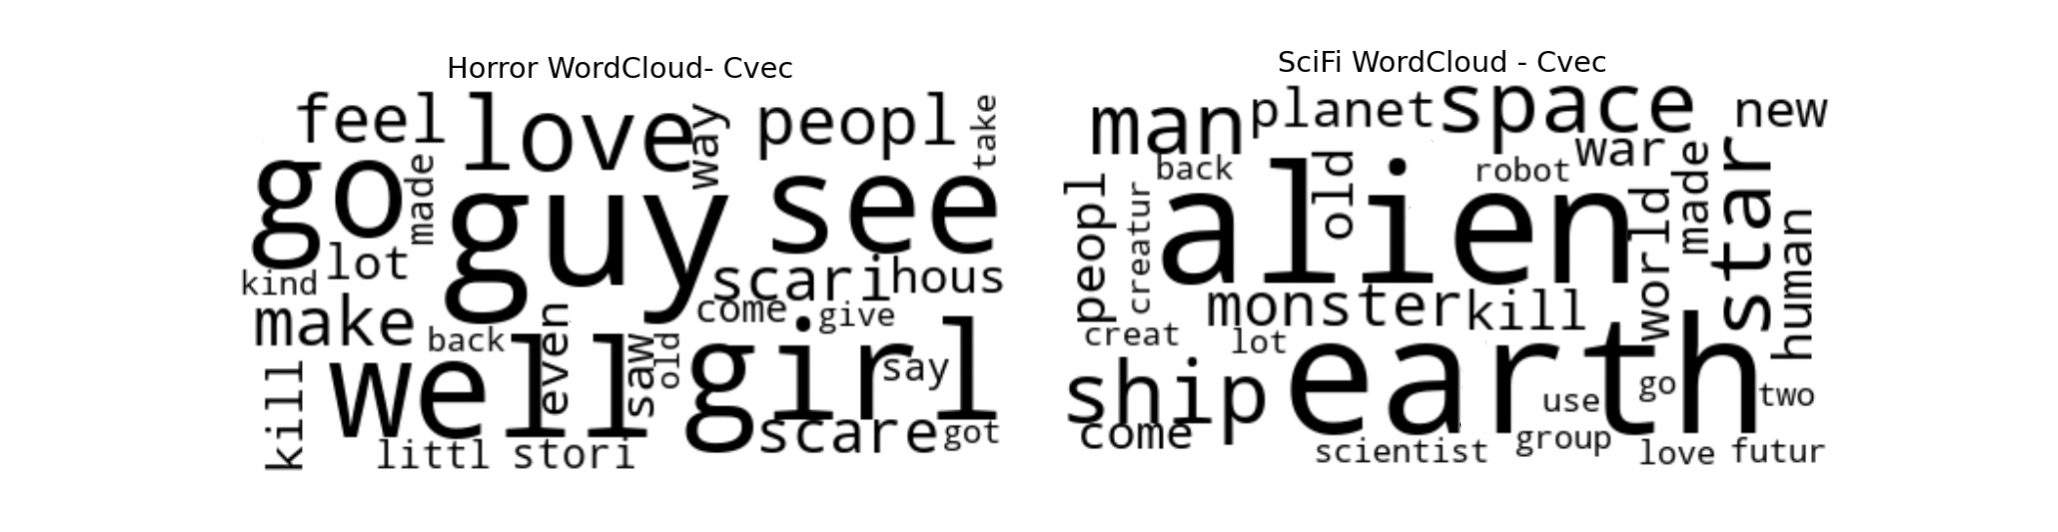 Horror WordCloud- Cvec
feel love way peopl take
go made guy see
kind lot scari hous
make back come give
kill well even saw old girl say
littl stori scare got
SciFi WordCloud - Cvec
man planet space new
back robot war
peopl creatur alien old world made star human
monster kill
creat lot
ship earth use go two
come scientist group love futur